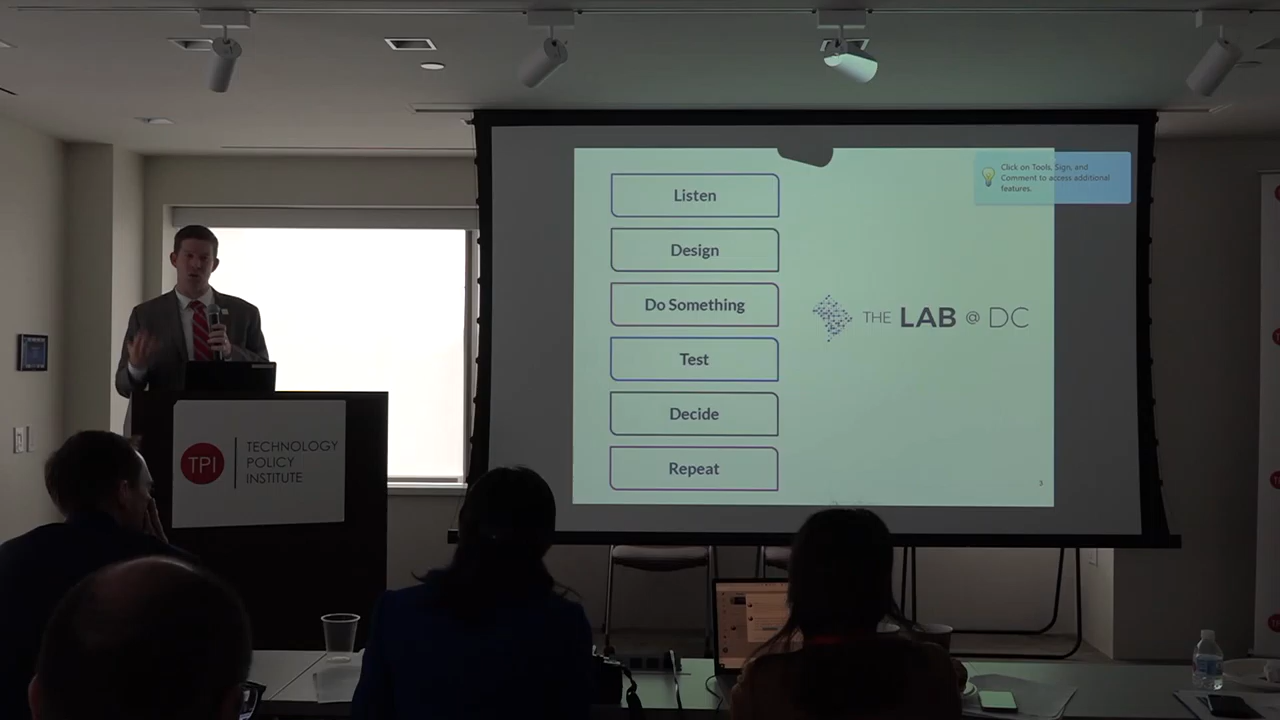 Listen
Design
Do Something
Test
Decide
Repeat
THE LAB @ DC
3
Click on Tools, Sign, and
Comment to access additional
features.
TPI
TECHNOLOGY
POLICY
INSTITUTE